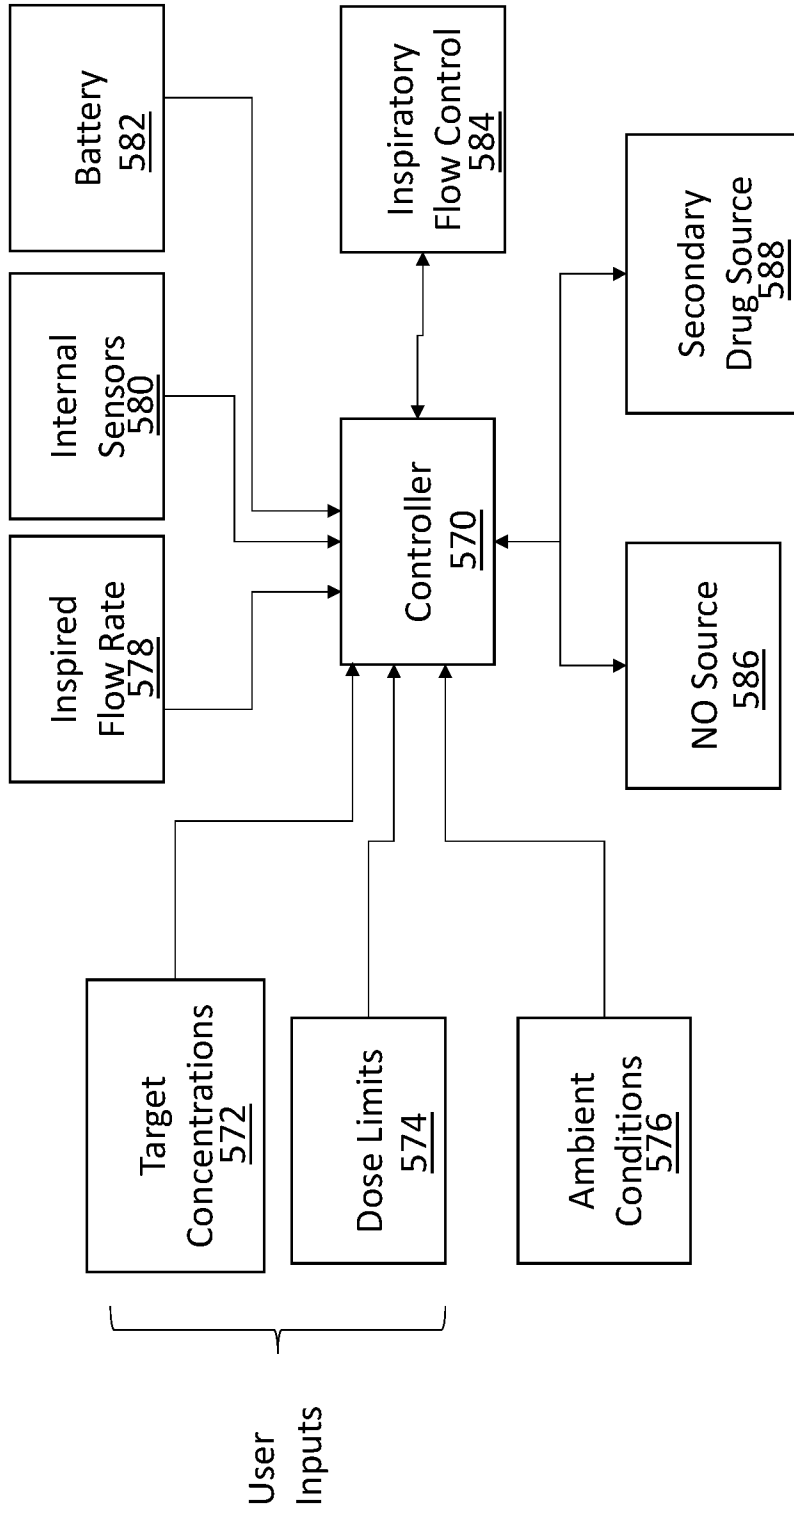 User
Inputs
Target
Concentrations
572
Dose Limits
574
Ambient
Conditions
576
Inspired
Flow Rate
578
Internal
Sensors
580
Battery
582
Controller
570
Inspiratory
Flow Control
584
NO Source
586
Secondary
Drug Source
588